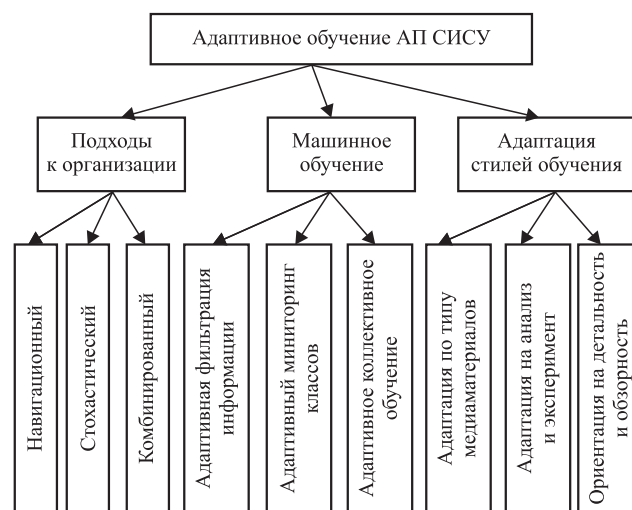 Адаптивное обучение АП СИСУ
Подходы
к организации
Машинное
обучение
Адаптация
стилей обучения
Навигационный
Стохастический
Комбинированный
Адаптивная фильтрация
информации
Адаптивный миниторинг
классов
Адаптивное коллективное
обучение
Адаптация по типу
медиаматериалов
Адаптация на анализ
и эксперимент
Ориентация на детальность
и обзорность